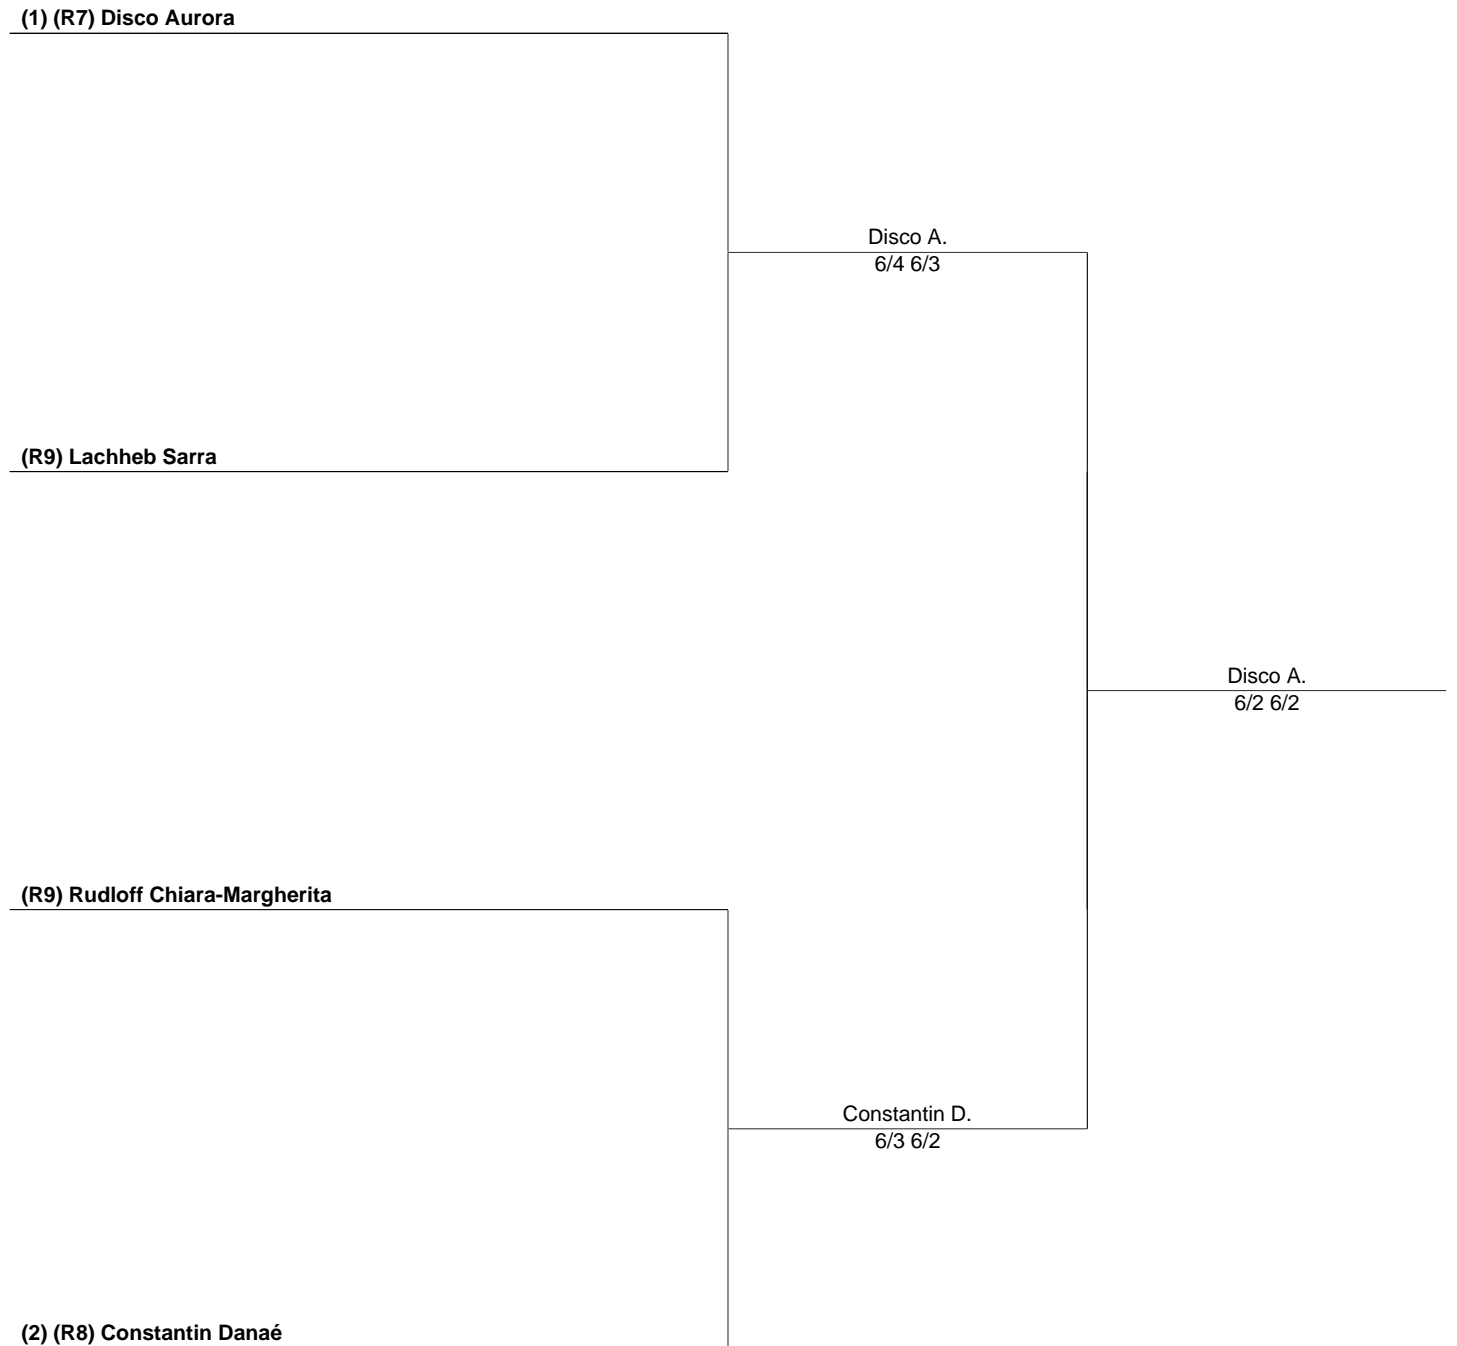 (1) (R7) Disco Aurora
Disco A.
6/4 6/3
(R9) Lachheb Sarra
Disco A.
6/2 6/2
(R9) Rudloff Chiara-Margherita
Constantin D.
6/3 6/2
(2) (R8) Constantin Danaé